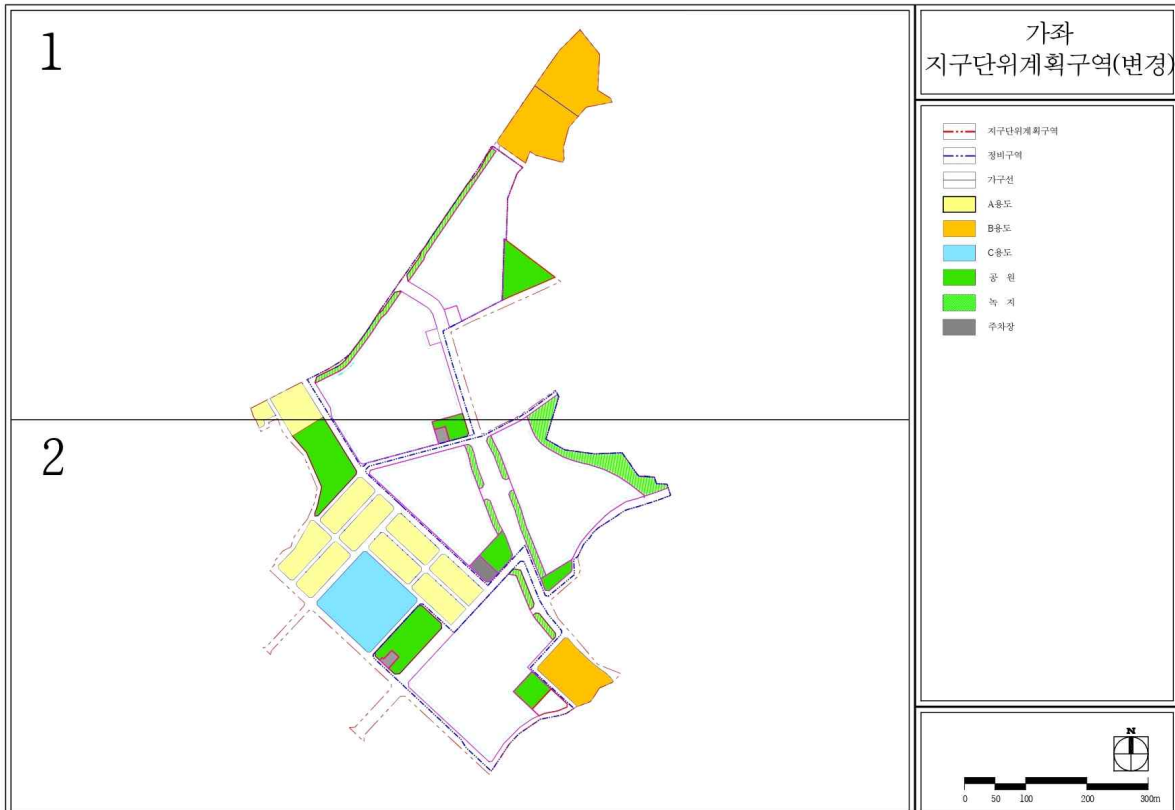 1
2
가좌
지구단위계획구역(변경)
지구단위계획구역
정비구역
가구선
A용도
B용도
C용도
공 원
녹 지
주차장
N
0 50 100 200 300m